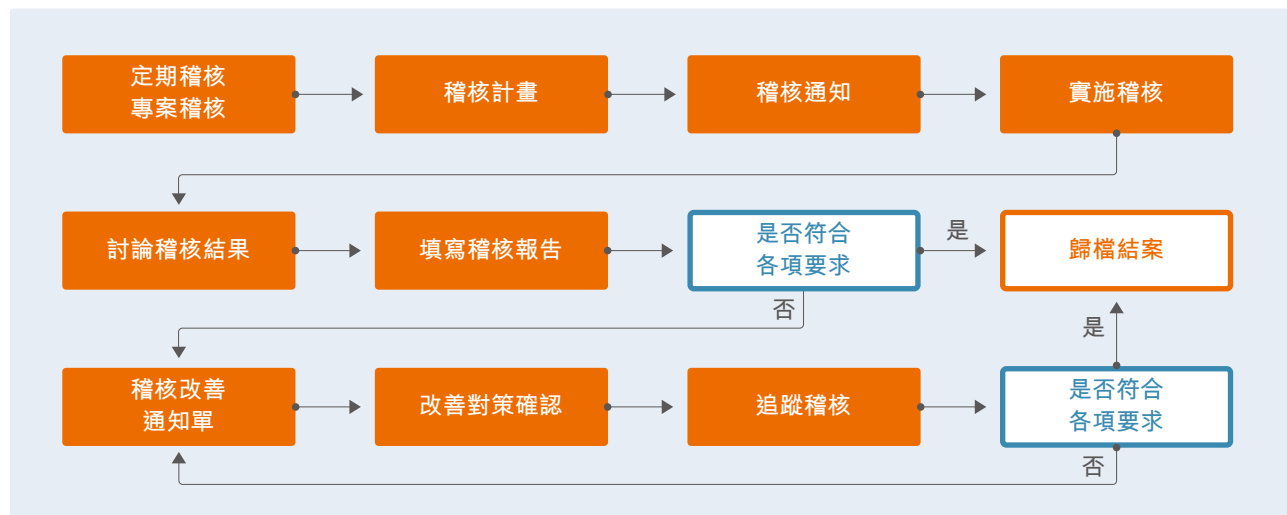 定期稽核
專案稽核
稽核計畫
稽核通知
實施稽核
討論稽核結果
填寫稽核報告
是否符合
各項要求
是
歸檔結案
否
是
稽核改善
通知單
改善對策確認
追蹤稽核
是否符合
各項要求
否